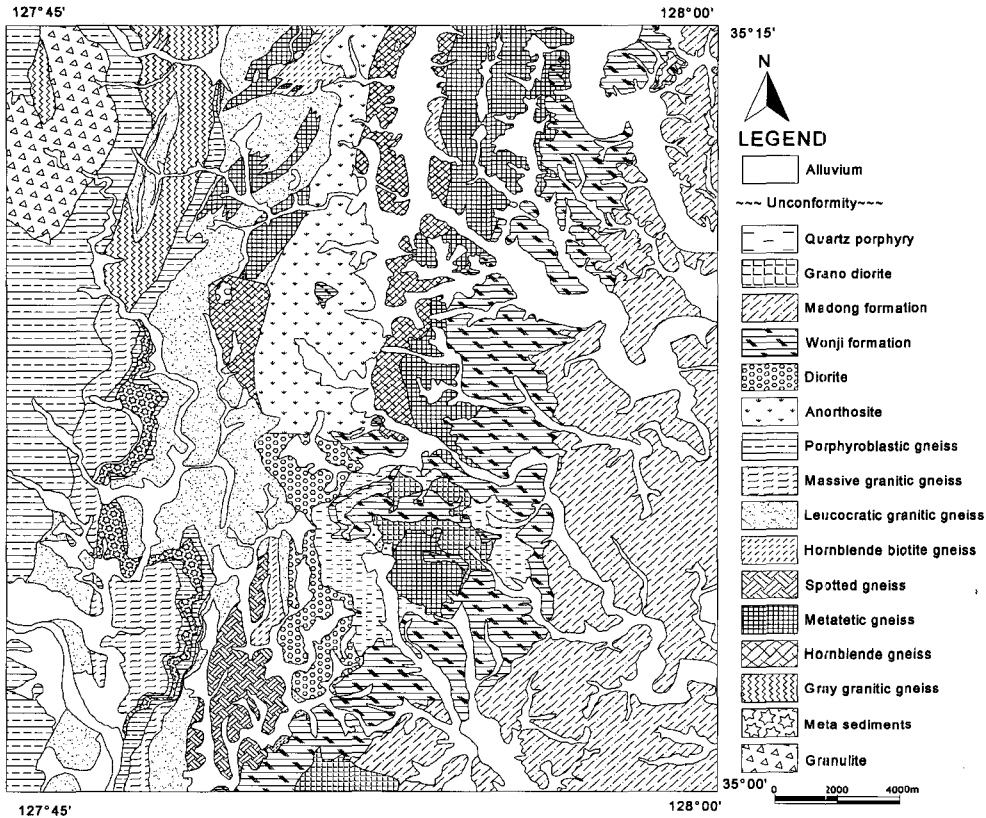 127°45'
128°00'
35°15'
N
LEGEND
Alluvium
~~~ Unconformity~~~
Quartz porphyry
Grano diorite
Madong formation
Wonji formation
Diorite
Anorthosite
Porphyroblastic gneiss
Massive granitic gneiss
Leucocratic granitic gneiss
Hornblende biotite gneiss
Spotted gneiss
Metatetic gneiss
Hornblende gneiss
Gray granitic gneiss
Meta sediments
Granulite
35°00'
0 2000 4000m
127°45'
128°00'